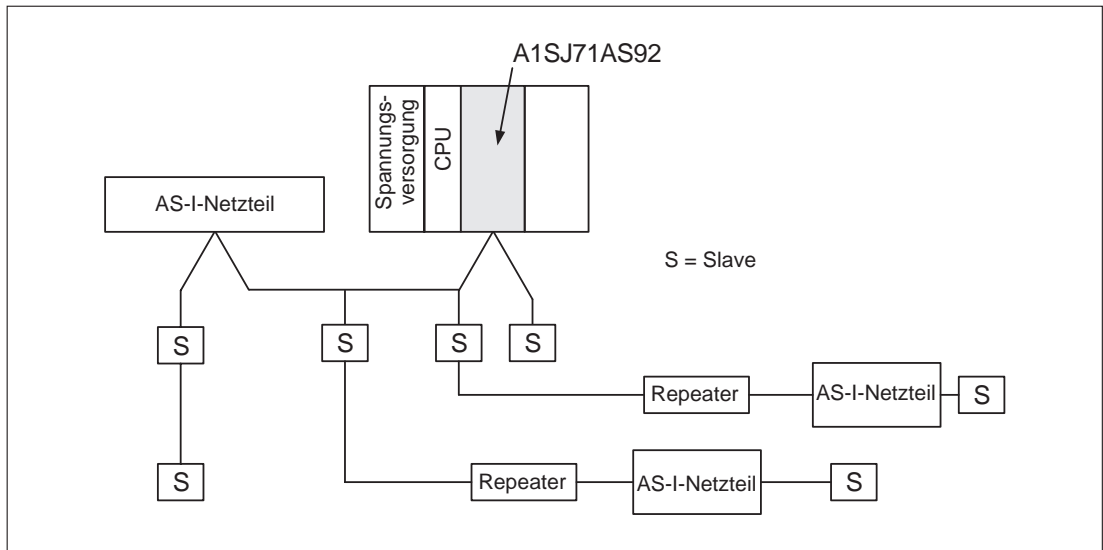 A1SJ71AS92
Spannungs-
versorgung
CPU
AS-I-Netzteil
S = Slave
S
S
S
S
Repeater
AS-I-Netzteil
S
S
Repeater
AS-I-Netzteil
S